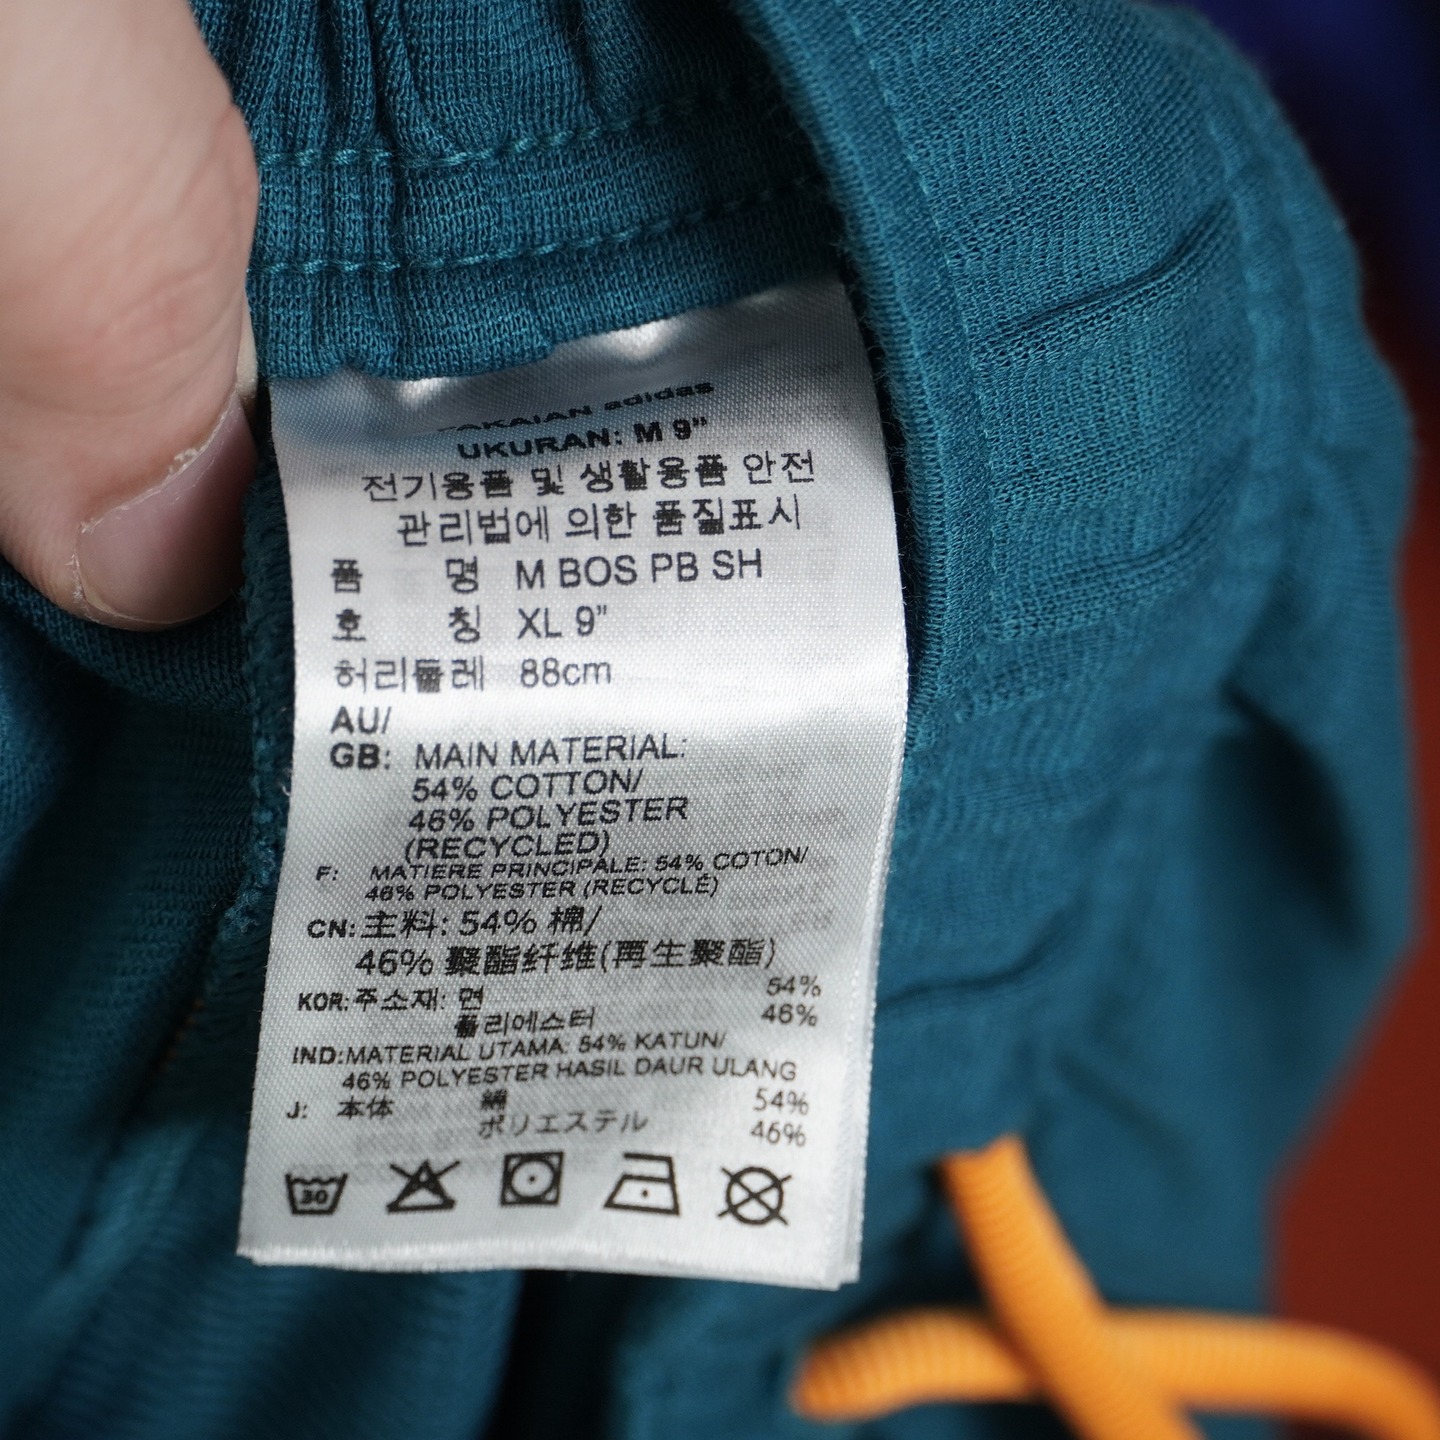 PAKAIAN adidas
UKURAN: M 9"
전기용품 및 생활용품 안전
관리법에 의한 품질표시
품 명 M BOS PB SH
호 칭 XL 9"
허리둘레 88cm
AU/
GB: MAIN MATERIAL:
54% COTTON/
46% POLYESTER
(RECYCLED)
F: MATIERE PRINCIPALE: 54% COTON/
46% POLYESTER (RECYCLÉ)
CN: 主料: 54% 棉/
46% 聚酯纤维(再生聚酯)
KOR: 주소재: 면 54%
폴리에스터 46%
IND: MATERIAL UTAMA: 54% KATUN/
46% POLYESTER HASIL DAUR ULANG
J: 本体 綿 54%
ポリエステル 46%
30